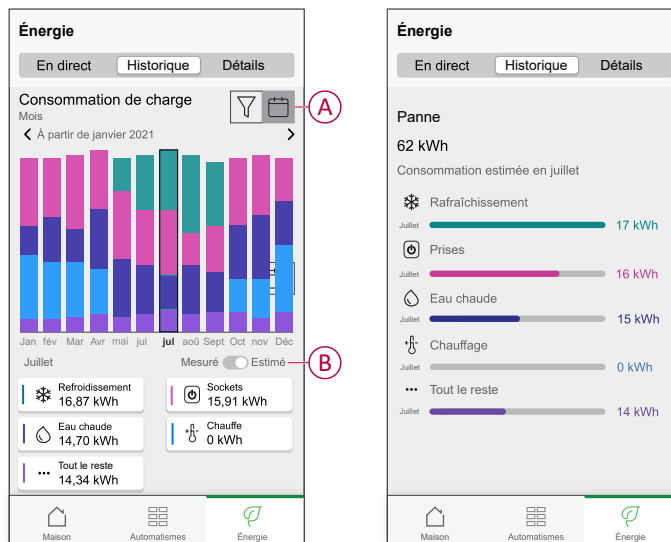 Énergie
En direct Historique Détails
Consommation de charge
Mois
À partir de janvier 2021
A
Jan fév Mar Avr mai jui jul aoû Sept Oct nov Déc
Juillet Mesuré Estimé
B
Refroidissement
16,87 kWh
Sockets
15,91 kWh
Eau chaude
14,70 kWh
Chauffe
0 kWh
Tout le reste
14,34 kWh
Maison Automatismes Énergie
Énergie
En direct Historique Détails
Panne
62 kWh
Consommation estimée en juillet
Rafraîchissement
Juillet 17 kWh
Prises
Juillet 16 kWh
Eau chaude
Juillet 15 kWh
Chauffage
Juillet 0 kWh
Tout le reste
Juillet 14 kWh
Maison Automatismes Énergie